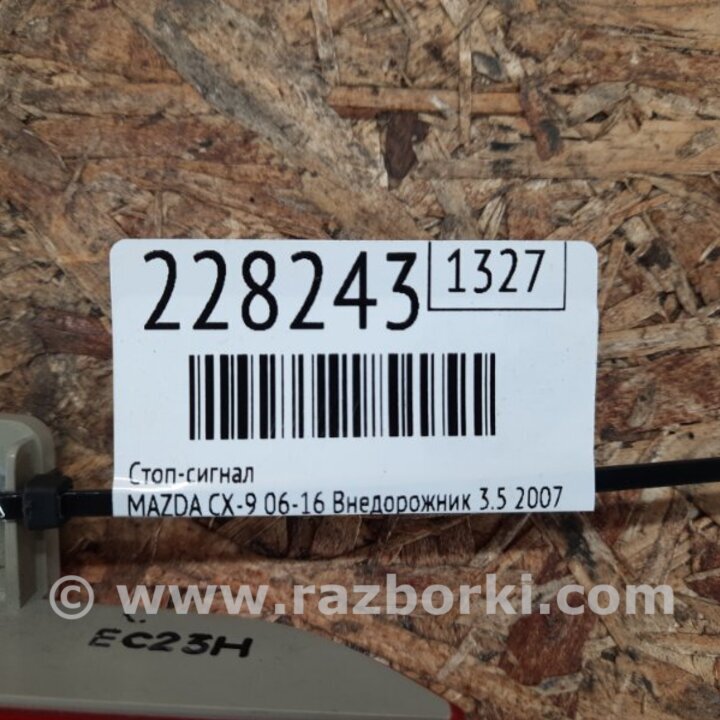 228243
1327
Стоп-сигнал
MAZDA CX-9 06-16 Внедорожник 3.5 2007
© www.razborki.com
EC23H